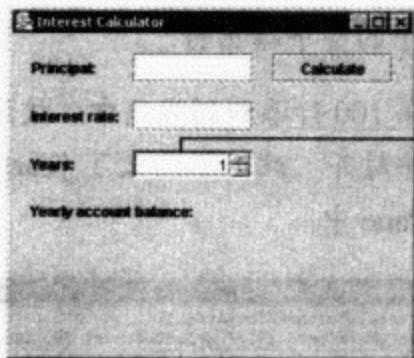 Interest Calculator
Principal: Calculate
Interest rate:
Years: 1
Yearly account balance: